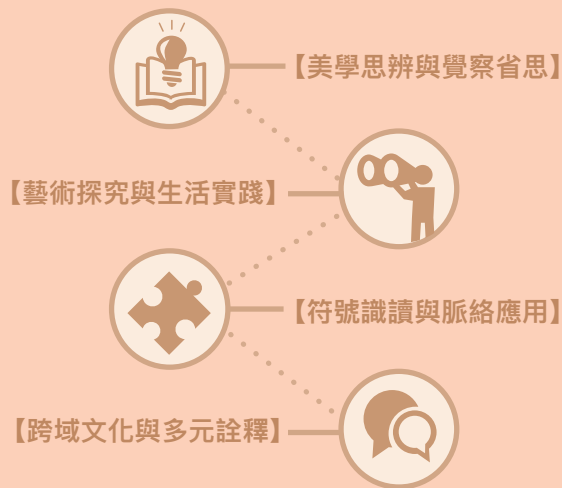 【美學思辨與覺察省思】
【藝術探究與生活實踐】
【符號識讀與脈絡應用】
【跨域文化與多元詮釋】